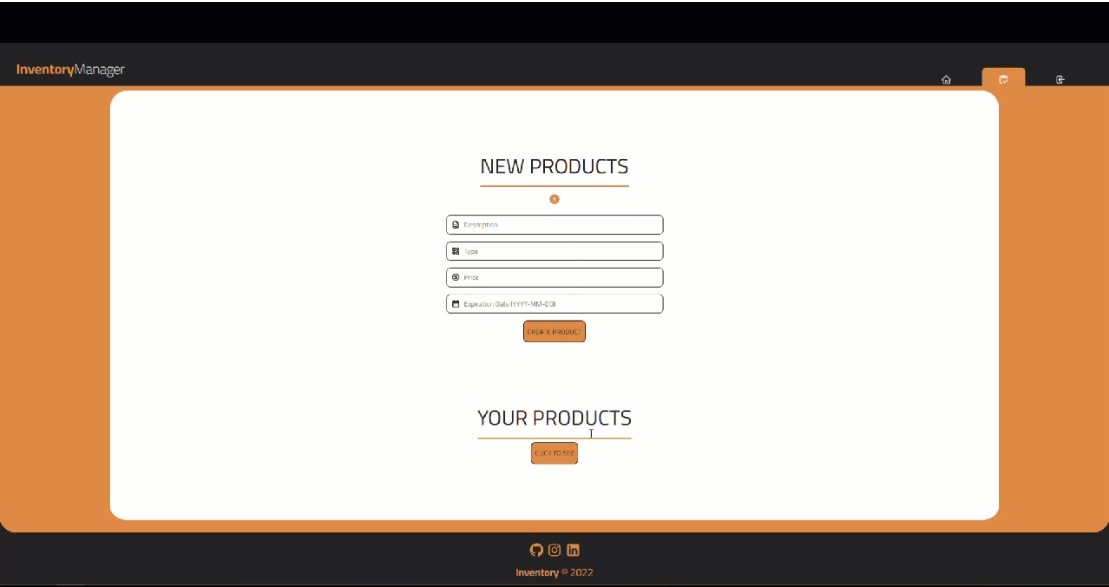 InventoryManager
NEW PRODUCTS
Description
Type
Price
Expiration Date (YYYY-MM-DD)
CREATE PRODUCT
YOUR PRODUCTS
CLICK TO SEE
Inventory © 2022